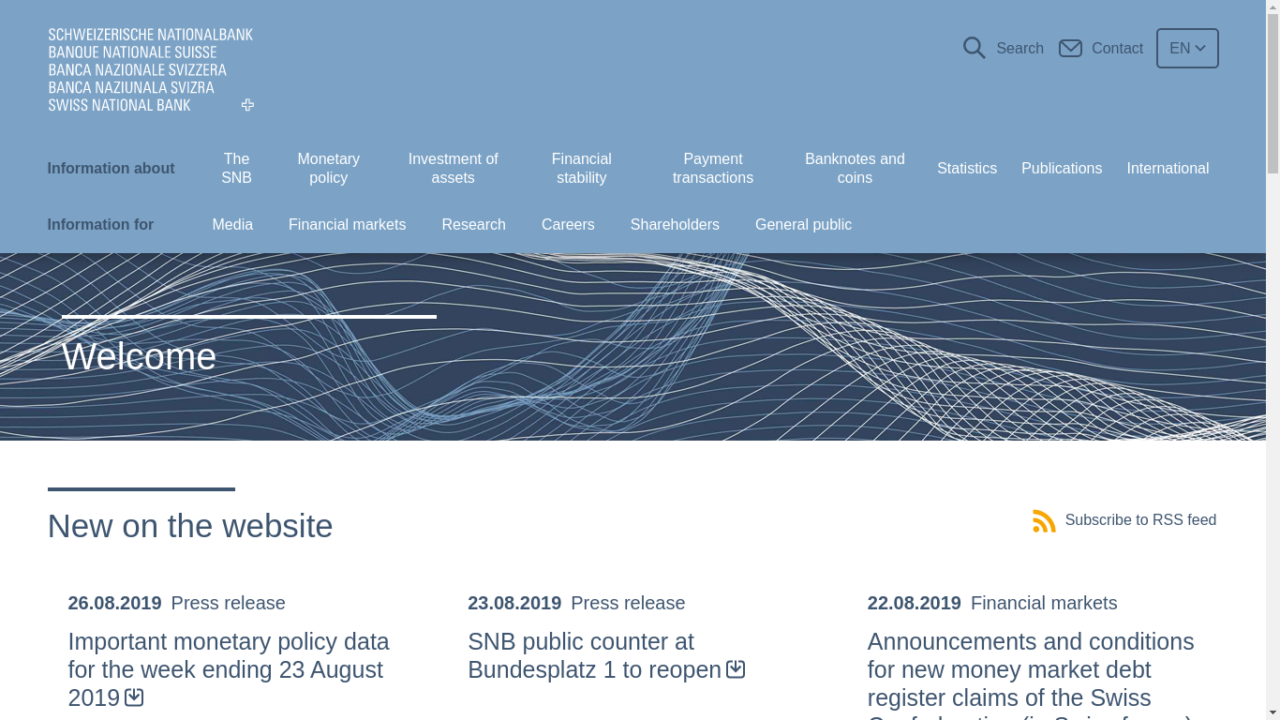 SCHWEIZERISCHE NATIONALBANK
BANQUE NATIONALE SUISSE
BANCA NAZIONALE SVIZZERA
BANCA NAZIUNALA SVIZRA
SWISS NATIONAL BANK
Search
Contact
EN
Information about
The SNB
Monetary policy
Investment of assets
Financial stability
Payment transactions
Banknotes and coins
Statistics
Publications
International
Information for
Media
Financial markets
Research
Careers
Shareholders
General public
Welcome
New on the website
Subscribe to RSS feed
26.08.2019 Press release
Important monetary policy data
for the week ending 23 August
2019
23.08.2019 Press release
SNB public counter at
Bundesplatz 1 to reopen
22.08.2019 Financial markets
Announcements and conditions
for new money market debt
register claims of the Swiss